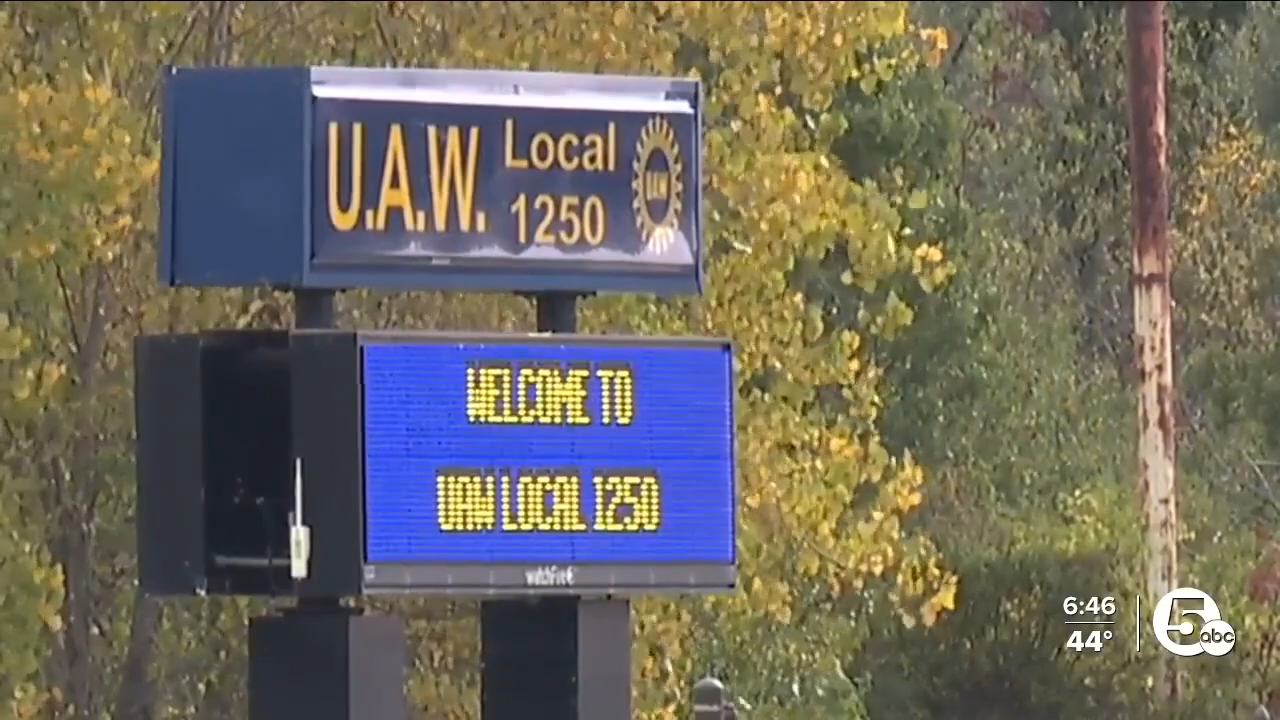 U.A.W. Local
1250
UAW
WELCOME TO
UAW LOCAL 1250
watchfire
6:46
44°
5 abc